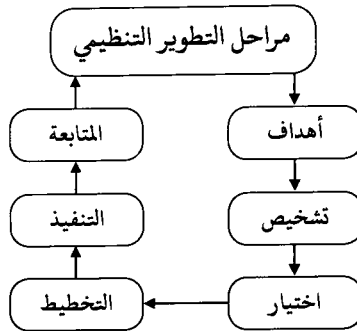 مراحل التطوير التنظيمي
أهداف
تشخيص
اختيار
التخطيط
التنفيذ
المتابعة